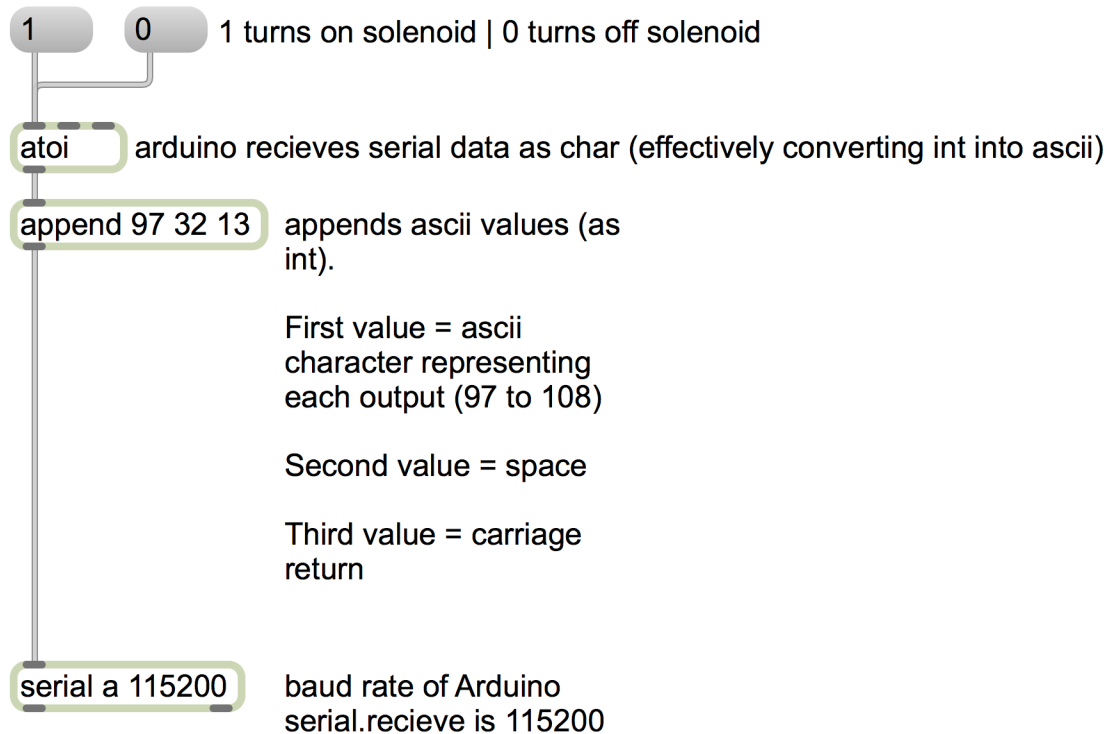 1 0 1 turns on solenoid | 0 turns off solenoid
atoi arduino recieves serial data as char (effectively converting int into ascii)
append 97 32 13 appends ascii values (as
int).
First value = ascii
character representing
each output (97 to 108)
Second value = space
Third value = carriage
return
serial a 115200 baud rate of Arduino
serial.recieve is 115200